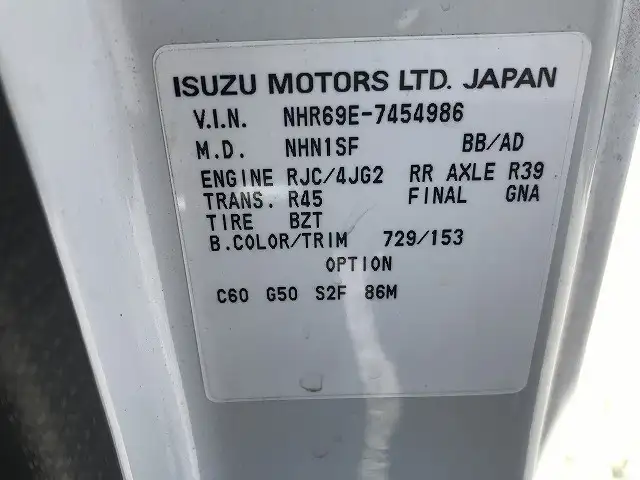 ISUZU MOTORS LTD. JAPAN
V.I.N. NHR69E-7454986
M.D. NHN1SF BB/AD
ENGINE RJC/4JG2 RR AXLE R39
TRANS. R45 FINAL GNA
TIRE BZT
B.COLOR/TRIM 729/153
OPTION
C60 G50 S2F 86M